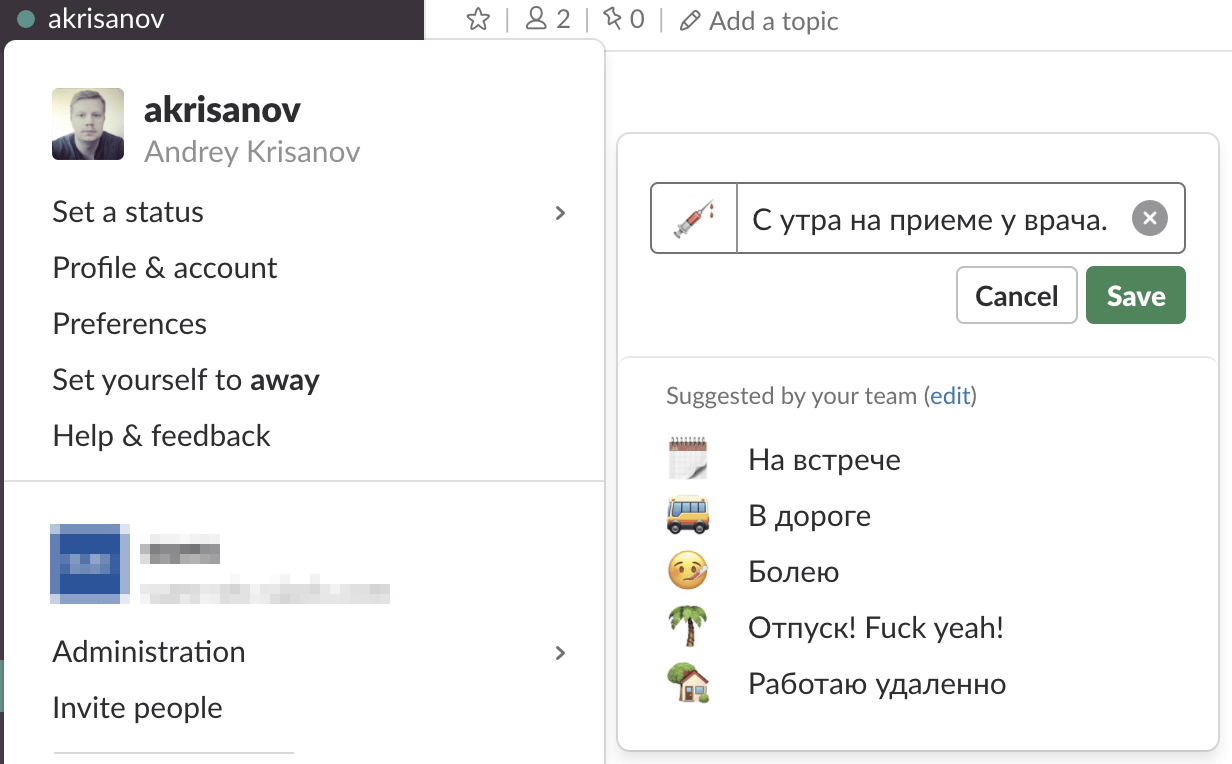 akrisanov
2 | 0 | Add a topic
akrisanov
Andrey Krisanov
Set a status
Profile & account
Preferences
Set yourself to away
Help & feedback
Administration
Invite people
С утра на приеме у врача.
Cancel Save
Suggested by your team (edit)
На встрече
В дороге
Болею
Отпуск! Fuck yeah!
Работаю удаленно